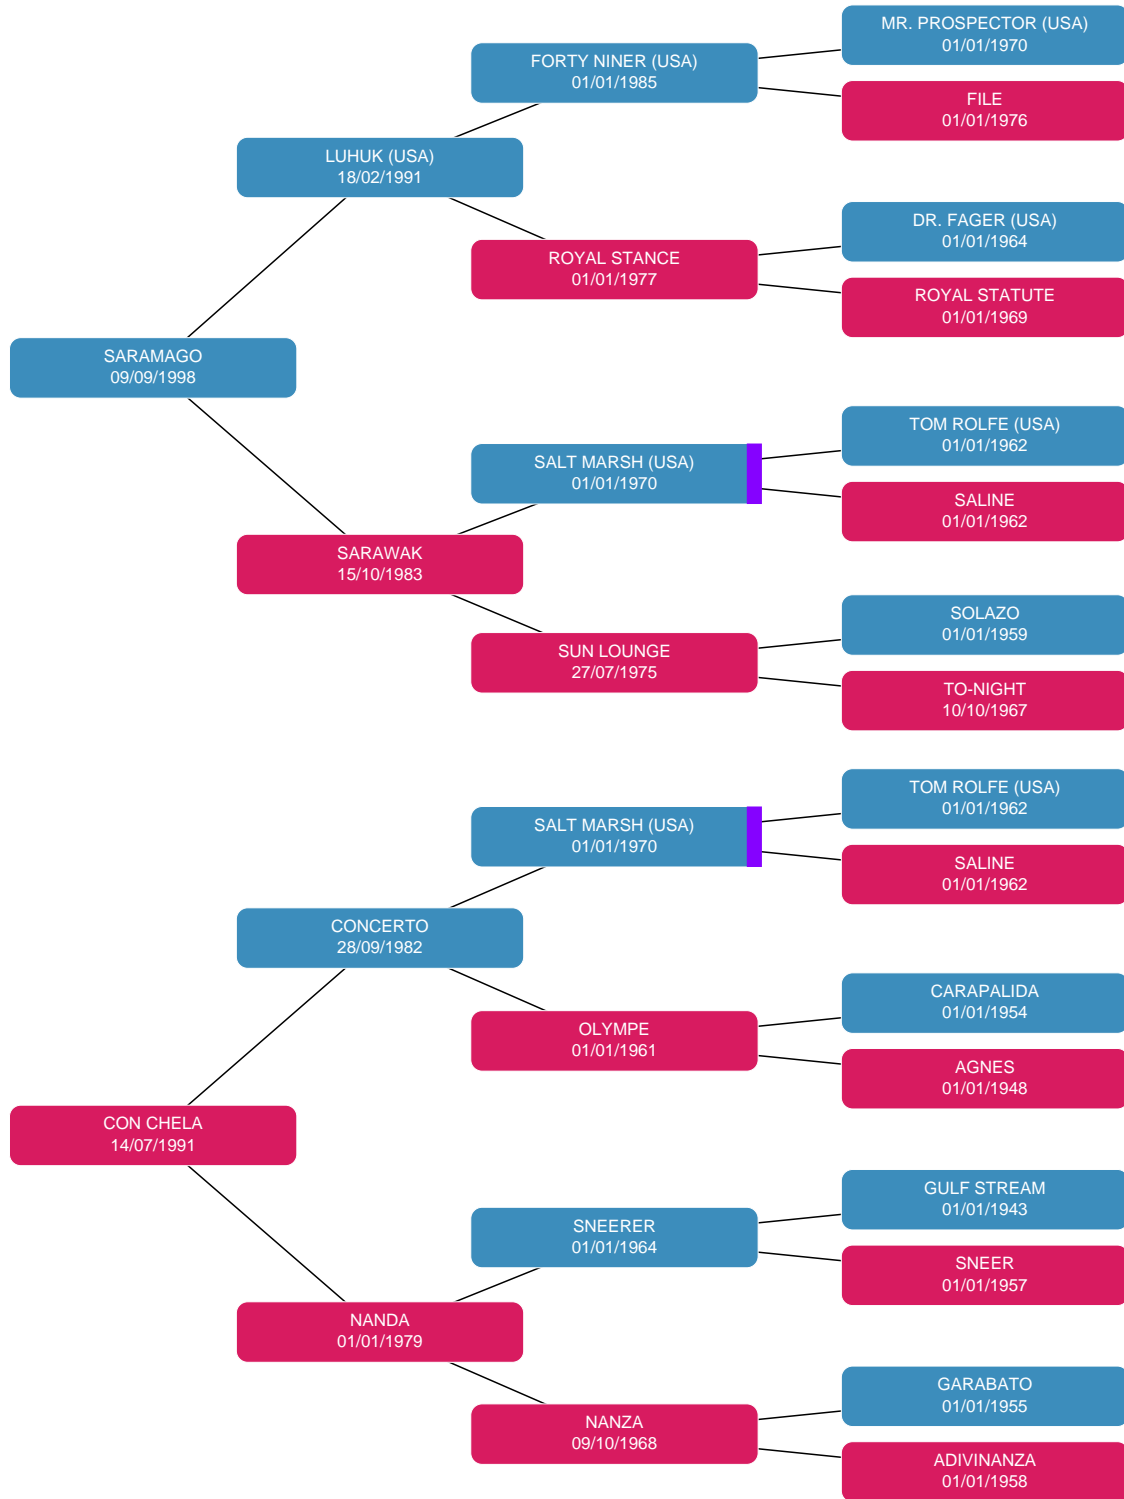 MR. PROSPECTOR (USA)
01/01/1970
FORTY NINER (USA)
01/01/1985
FILE
01/01/1976
LUHUK (USA)
18/02/1991
DR. FAGER (USA)
01/01/1964
ROYAL STANCE
01/01/1977
ROYAL STATUTE
01/01/1969
SARAMAGO
09/09/1998
TOM ROLFE (USA)
01/01/1962
SALT MARSH (USA)
01/01/1970
SALINE
01/01/1962
SARAWAK
15/10/1983
SOLAZO
01/01/1959
SUN LOUNGE
27/07/1975
TO-NIGHT
10/10/1967
TOM ROLFE (USA)
01/01/1962
SALT MARSH (USA)
01/01/1970
SALINE
01/01/1962
CONCERTO
28/09/1982
CARAPALIDA
01/01/1954
OLYMPE
01/01/1961
AGNES
01/01/1948
CON CHELA
14/07/1991
GULF STREAM
01/01/1943
SNEERER
01/01/1964
SNEER
01/01/1957
NANDA
01/01/1979
GARABATO
01/01/1955
NANZA
09/10/1968
ADIVINANZA
01/01/1958